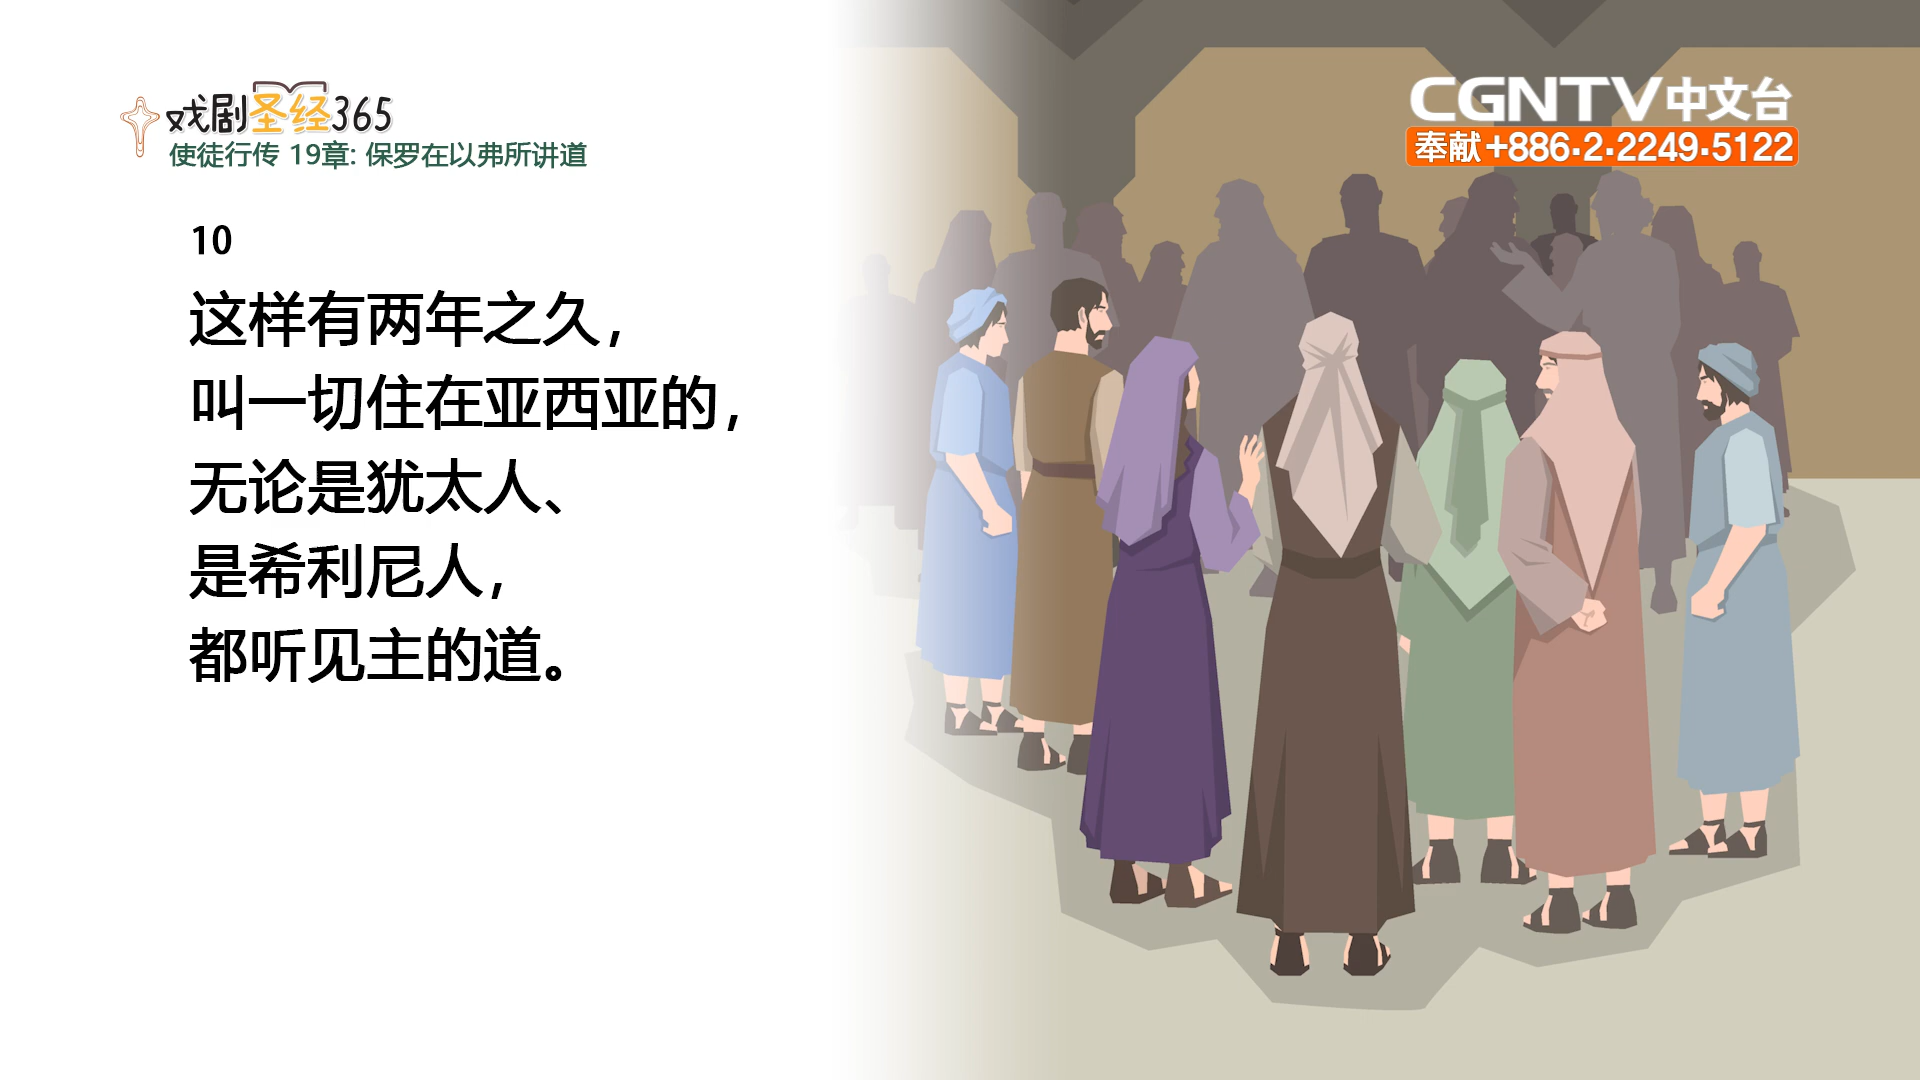 戏剧圣经365
使徒行传 19章: 保罗在以弗所讲道
CGNTV中文台
奉献+886·2·2249·5122
10
这样有两年之久，
叫一切住在亚西亚的，
无论是犹太人、
是希利尼人，
都听见主的道。